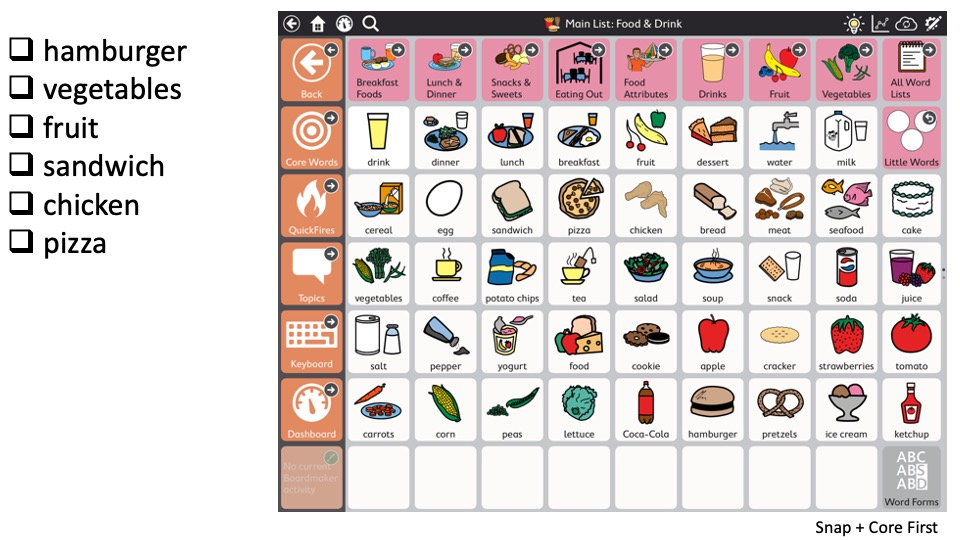 hamburger
vegetables
fruit
sandwich
chicken
pizza
Main List: Food & Drink
Back
Breakfast
Foods
Lunch &
Dinner
Snacks &
Sweets
Eating Out
Food
Attributes
Drinks
Fruit
Vegetables
All Word
Lists
Core Words
drink
dinner
lunch
breakfast
fruit
dessert
water
milk
Little Words
QuickFires
cereal
egg
sandwich
pizza
chicken
bread
meat
seafood
cake
Topics
vegetables
coffee
potato chips
tea
salad
soup
snack
soda
juice
Keyboard
salt
pepper
yogurt
food
cookie
apple
cracker
strawberries
tomato
Dashboard
carrots
corn
peas
lettuce
Coca-Cola
hamburger
pretzels
ice cream
ketchup
No current
Boardmaker
activity
ABC
ABS
ABD
Word Forms
Snap + Core First